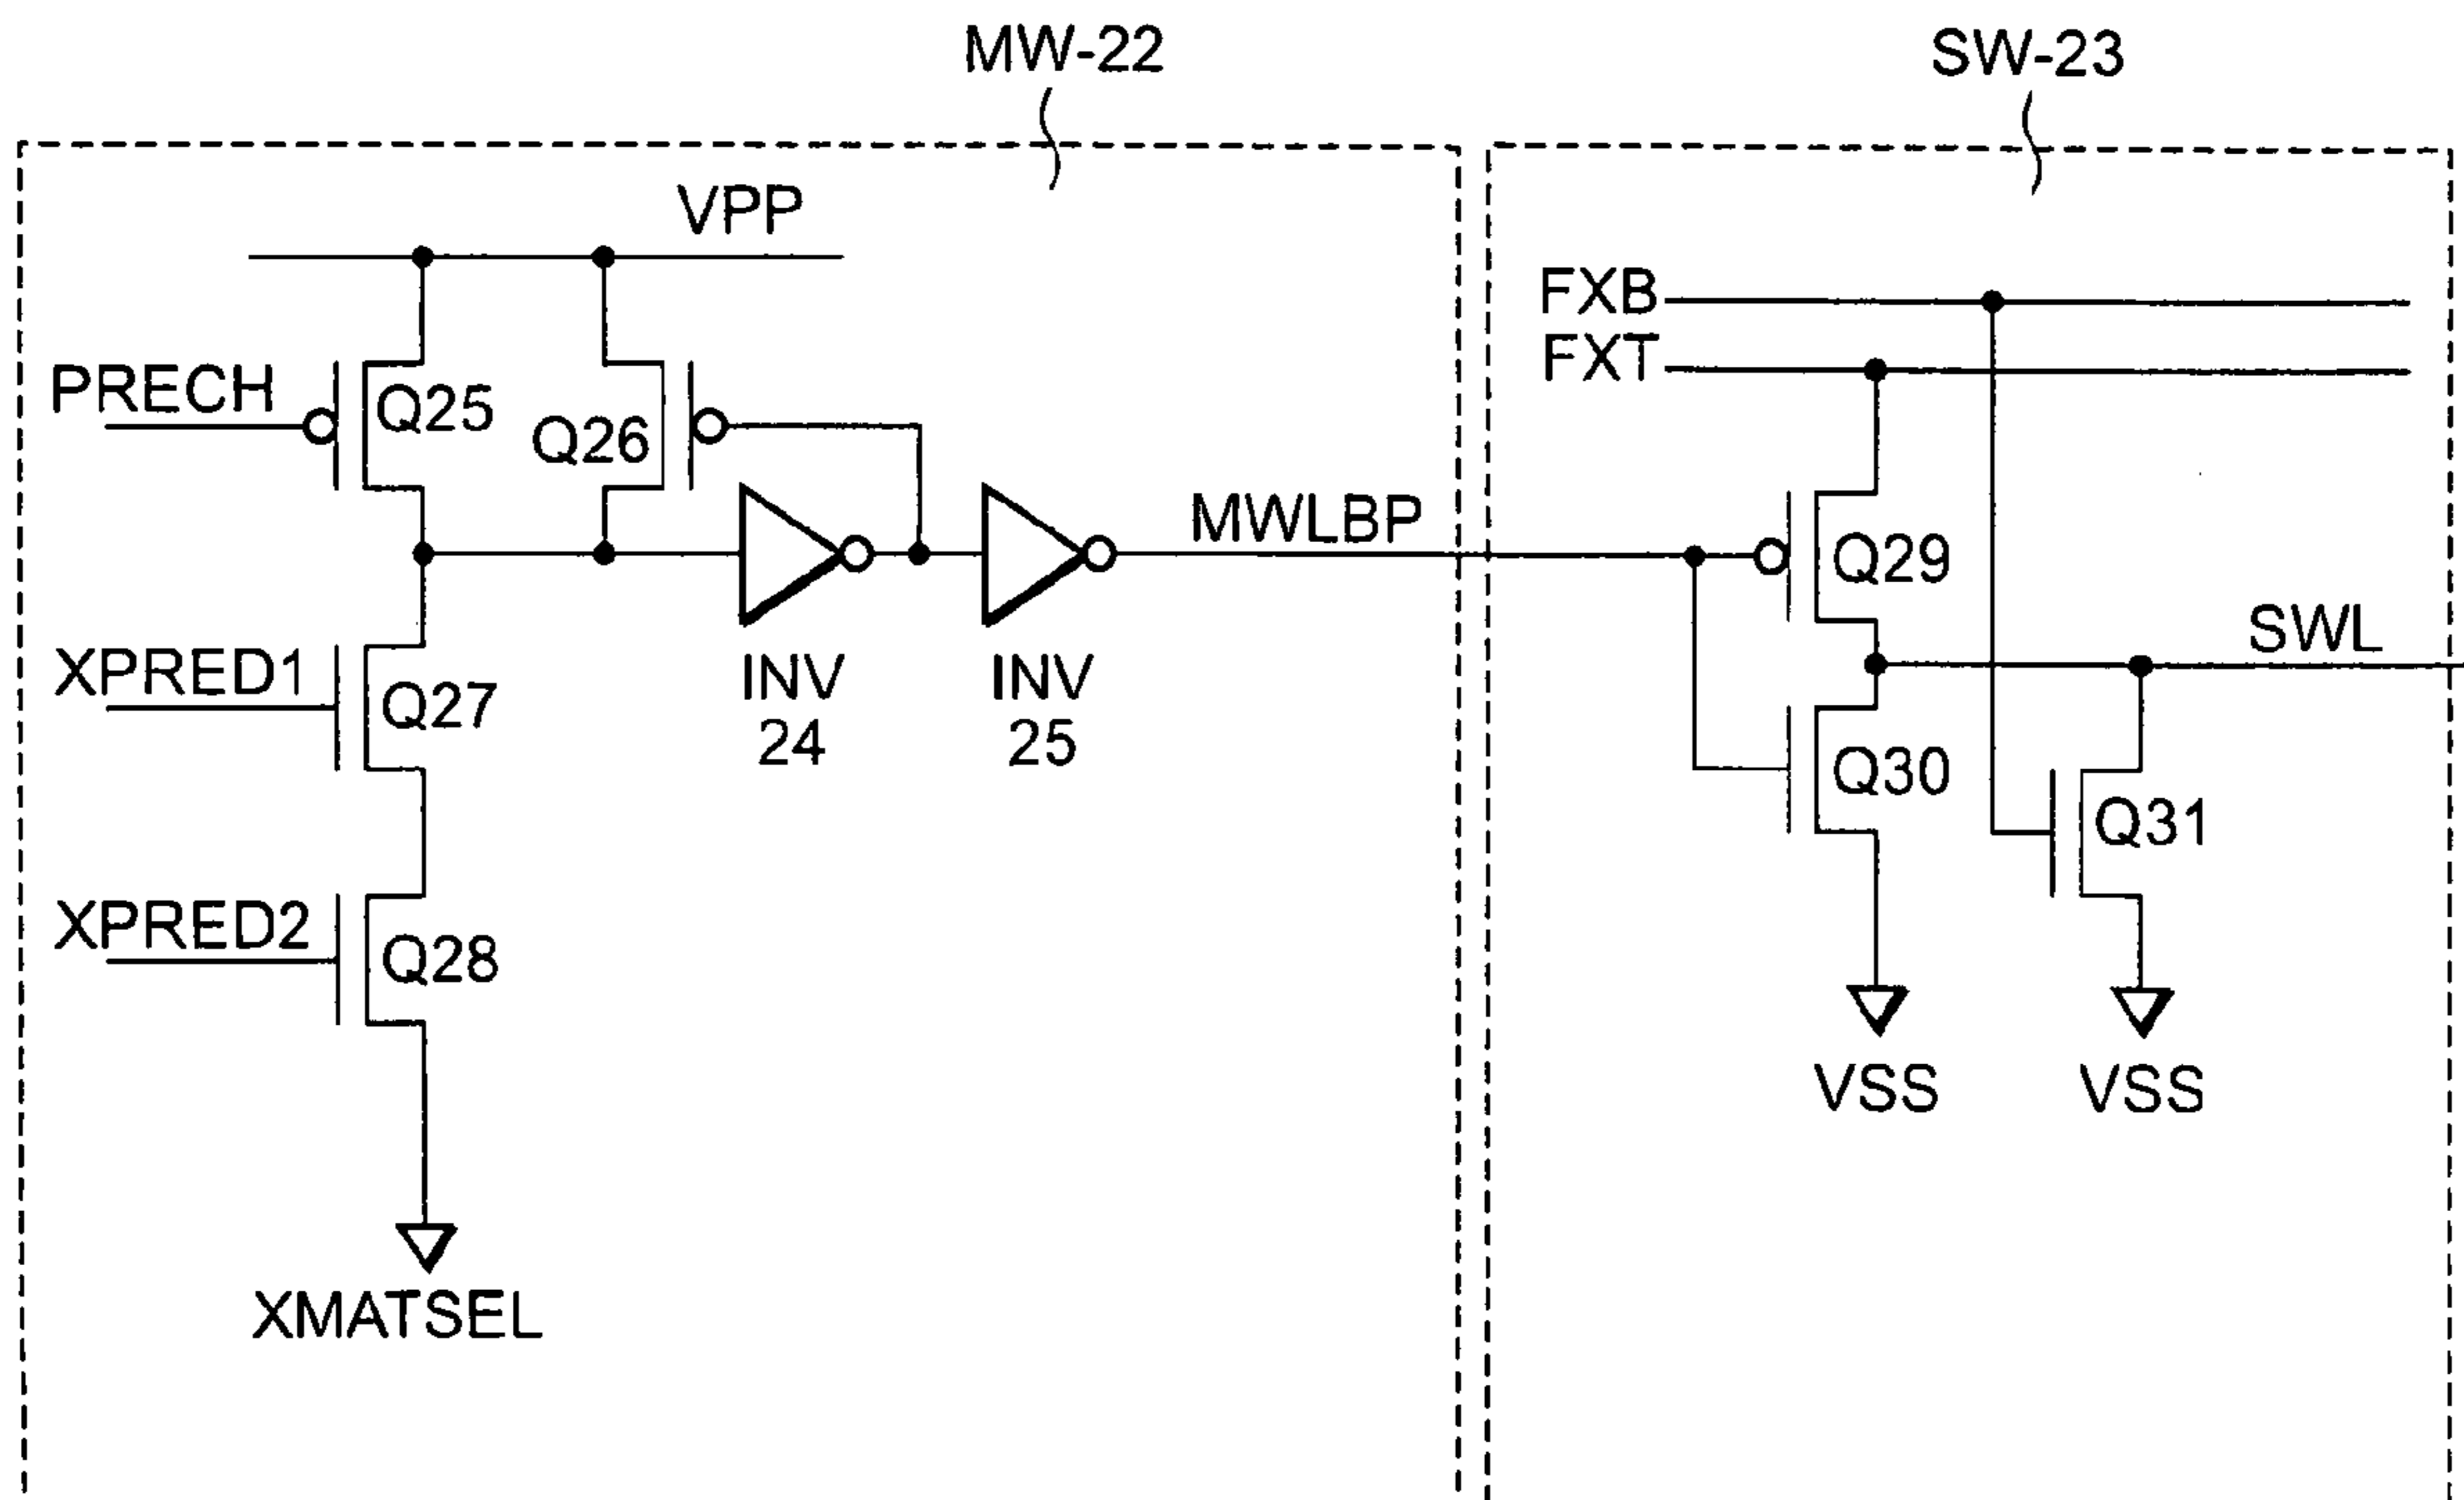 MW-22
SW-23
VPP
FXB
FXT
PRECH
Q25
Q26
MWLBP
Q29
SWL
XPRED1
Q27
INV
24
INV
25
Q30
Q31
XPRED2
Q28
VSS
VSS
XMATSEL